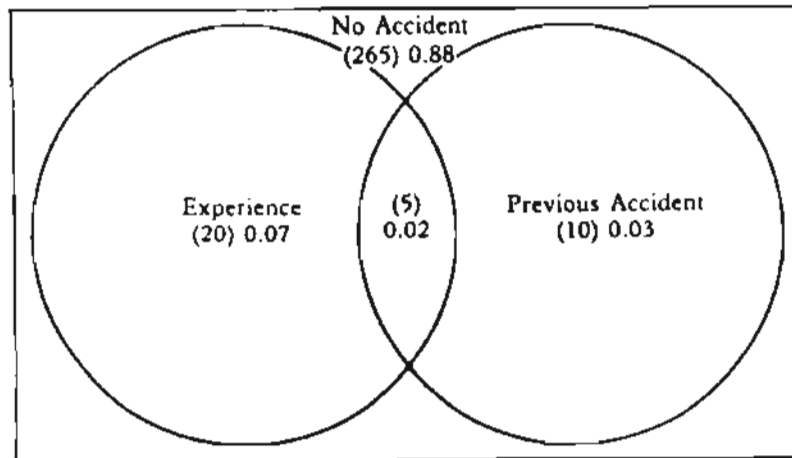 No Accident
(265) 0.88
Experience
(20) 0.07
(5)
0.02
Previous Accident
(10) 0.03